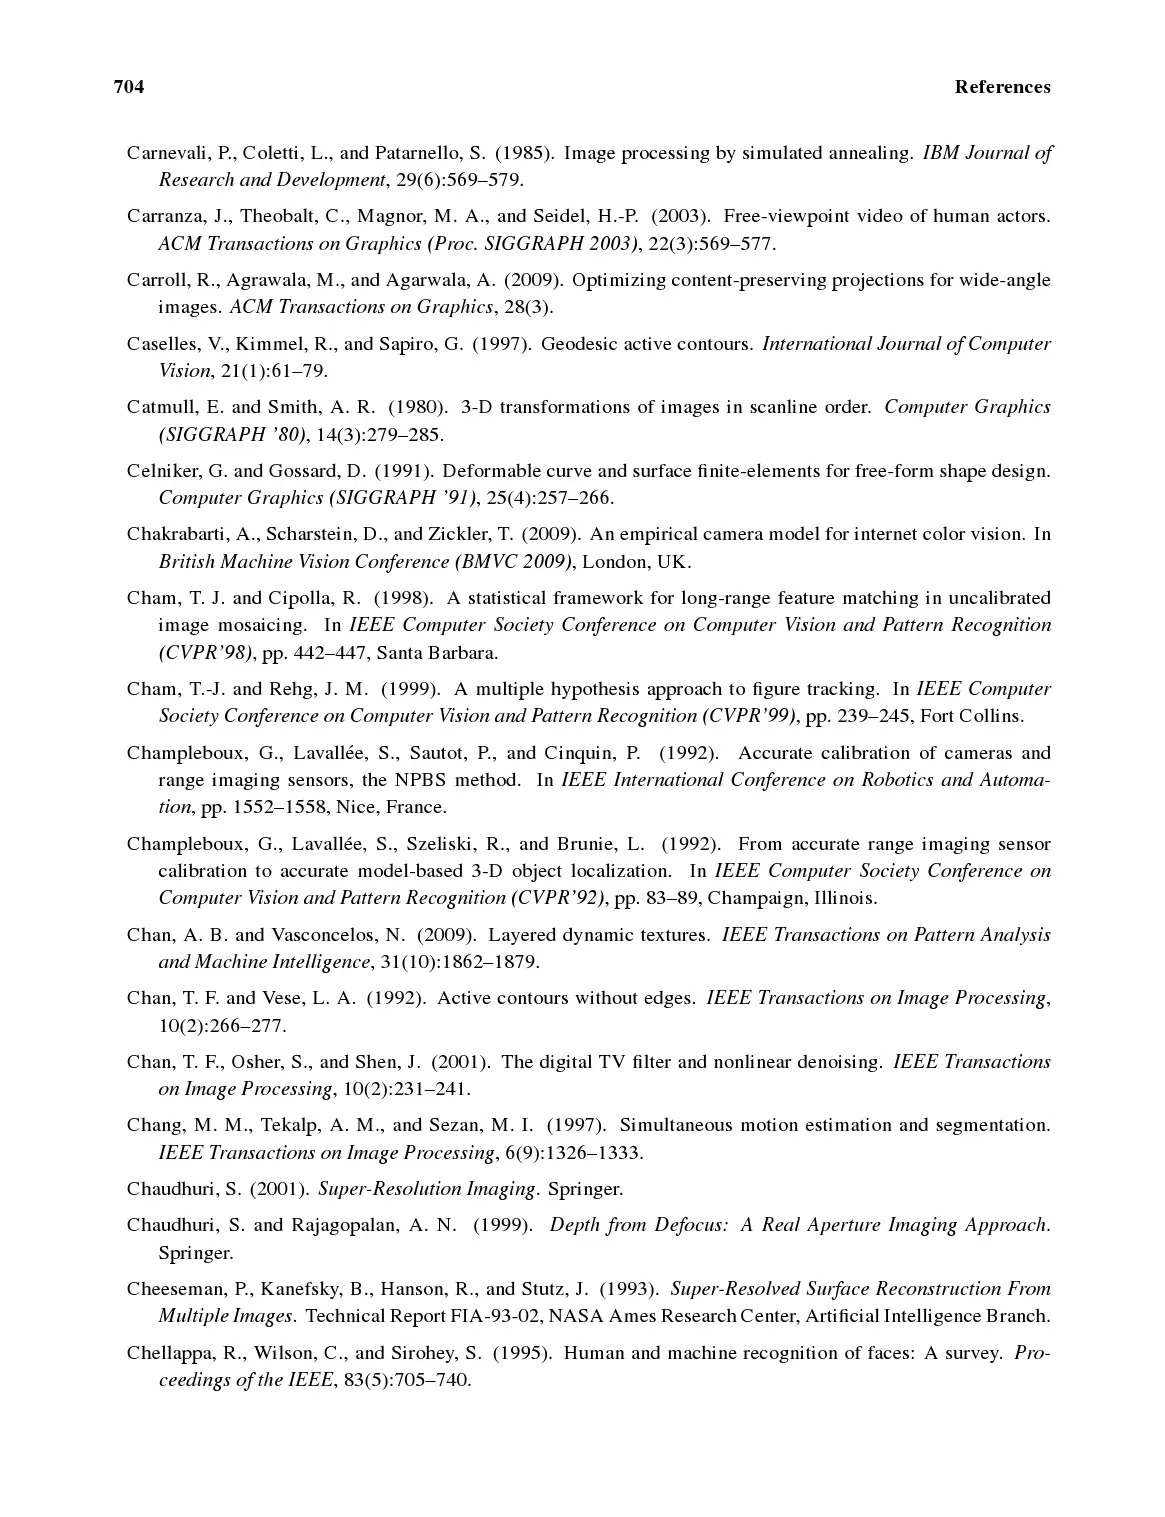 704 References
Carnevali, P., Coletti, L., and Patarnello, S. (1985). Image processing by simulated annealing. IBM Journal of
Research and Development, 29(6):569–579.
Carranza, J., Theobalt, C., Magnor, M. A., and Seidel, H.-P. (2003). Free-viewpoint video of human actors.
ACM Transactions on Graphics (Proc. SIGGRAPH 2003), 22(3):569–577.
Carroll, R., Agrawala, M., and Agarwala, A. (2009). Optimizing content-preserving projections for wide-angle
images. ACM Transactions on Graphics, 28(3).
Caselles, V., Kimmel, R., and Sapiro, G. (1997). Geodesic active contours. International Journal of Computer
Vision, 21(1):61–79.
Catmull, E. and Smith, A. R. (1980). 3-D transformations of images in scanline order. Computer Graphics
(SIGGRAPH ’80), 14(3):279–285.
Celniker, G. and Gossard, D. (1991). Deformable curve and surface finite-elements for free-form shape design.
Computer Graphics (SIGGRAPH ’91), 25(4):257–266.
Chakrabarti, A., Scharstein, D., and Zickler, T. (2009). An empirical camera model for internet color vision. In
British Machine Vision Conference (BMVC 2009), London, UK.
Cham, T. J. and Cipolla, R. (1998). A statistical framework for long-range feature matching in uncalibrated
image mosaicing. In IEEE Computer Society Conference on Computer Vision and Pattern Recognition
(CVPR’98), pp. 442–447, Santa Barbara.
Cham, T.-J. and Rehg, J. M. (1999). A multiple hypothesis approach to figure tracking. In IEEE Computer
Society Conference on Computer Vision and Pattern Recognition (CVPR’99), pp. 239–245, Fort Collins.
Champleboux, G., Lavallée, S., Sautot, P., and Cinquin, P. (1992). Accurate calibration of cameras and
range imaging sensors, the NPBS method. In IEEE International Conference on Robotics and Automa-
tion, pp. 1552–1558, Nice, France.
Champleboux, G., Lavallée, S., Szeliski, R., and Brunie, L. (1992). From accurate range imaging sensor
calibration to accurate model-based 3-D object localization. In IEEE Computer Society Conference on
Computer Vision and Pattern Recognition (CVPR’92), pp. 83–89, Champaign, Illinois.
Chan, A. B. and Vasconcelos, N. (2009). Layered dynamic textures. IEEE Transactions on Pattern Analysis
and Machine Intelligence, 31(10):1862–1879.
Chan, T. F. and Vese, L. A. (1992). Active contours without edges. IEEE Transactions on Image Processing,
10(2):266–277.
Chan, T. F., Osher, S., and Shen, J. (2001). The digital TV filter and nonlinear denoising. IEEE Transactions
on Image Processing, 10(2):231–241.
Chang, M. M., Tekalp, A. M., and Sezan, M. I. (1997). Simultaneous motion estimation and segmentation.
IEEE Transactions on Image Processing, 6(9):1326–1333.
Chaudhuri, S. (2001). Super-Resolution Imaging. Springer.
Chaudhuri, S. and Rajagopalan, A. N. (1999). Depth from Defocus: A Real Aperture Imaging Approach.
Springer.
Cheeseman, P., Kanefsky, B., Hanson, R., and Stutz, J. (1993). Super-Resolved Surface Reconstruction From
Multiple Images. Technical Report FIA-93-02, NASA Ames Research Center, Artificial Intelligence Branch.
Chellappa, R., Wilson, C., and Sirohey, S. (1995). Human and machine recognition of faces: A survey. Pro-
ceedings of the IEEE, 83(5):705–740.